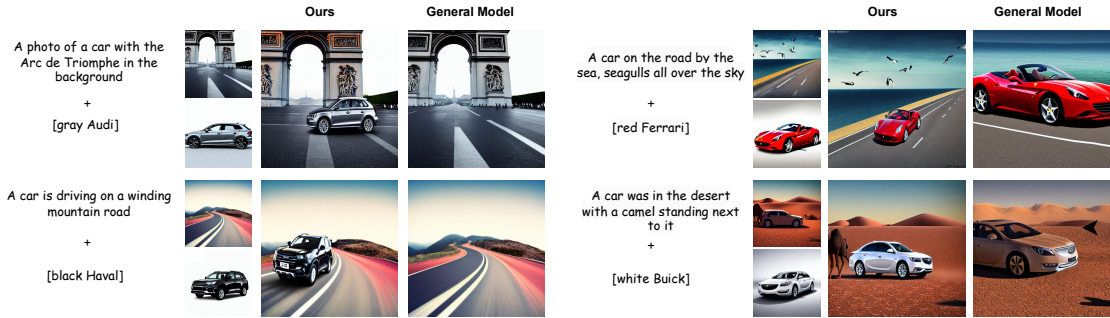 Ours
General Model
A photo of a car with the
Arc de Triomphe in the
background
+
[gray Audi]
A car is driving on a winding
mountain road
+
[black Haval]
Ours
General Model
A car on the road by the
sea, seagulls all over the sky
+
[red Ferrari]
A car was in the desert
with a camel standing next
to it
+
[white Buick]